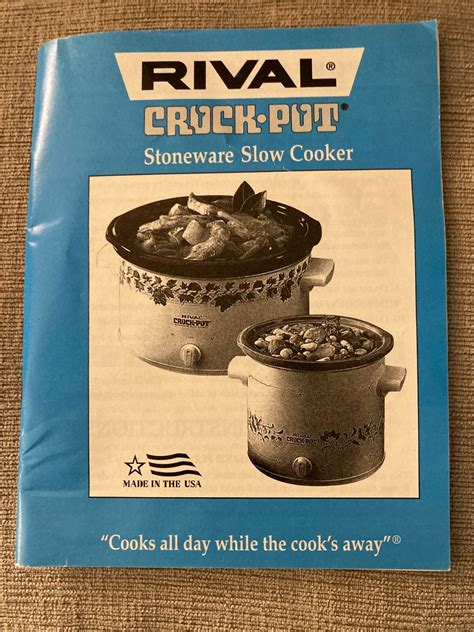 RIVAL®
CROCK·POT®
Stoneware Slow Cooker
RIVAL
CROCK·POT
RIVAL
CROCK·POT
MADE IN THE USA
“Cooks all day while the cook’s away”®